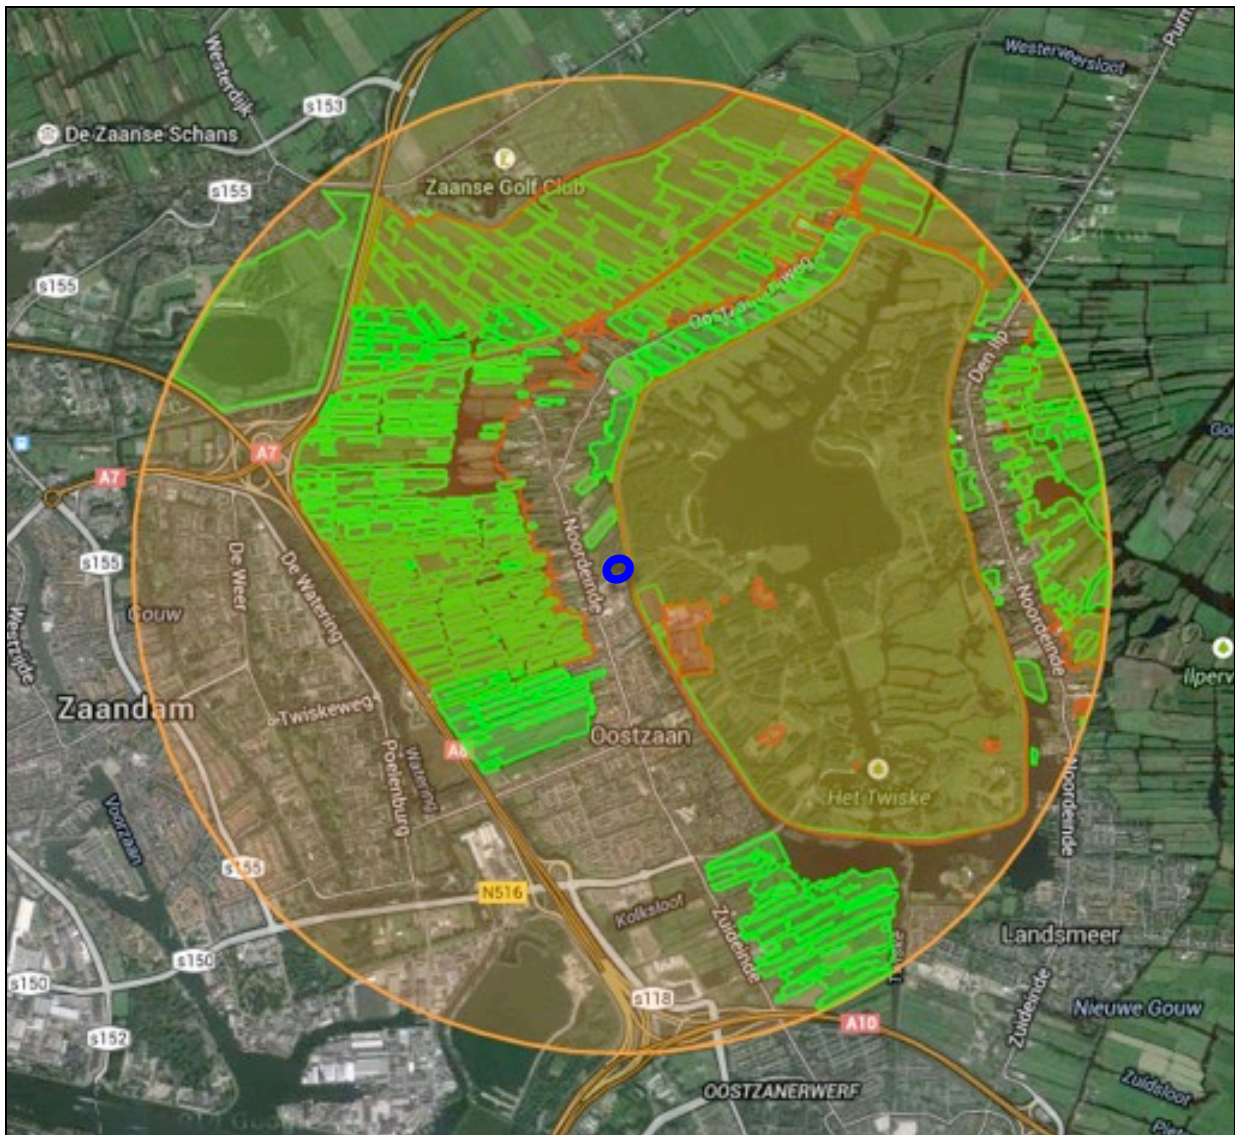 Purm
Westerdijk
Westerveersloot
s153
De Zaanse Schans
s155
Zaanse Golf Club
s155
Den Ilp
A7
A7
s155
De Weer
De Watering
Noordeinde
Noordeinde
Gouw
Westzijde
Ilperv
Zaandam
Twiskeweg
Oostzaan
A8
Watering
Poelenburg
Het Twiske
Noordeinde
Voorzaan
s155
N516
Kolksloot
Zuideinde
Landsmeer
s150
s150
s118
A10
Nieuwe Gouw
Zuideinde
s152
OOSTZANERWERF
Zuidsloot